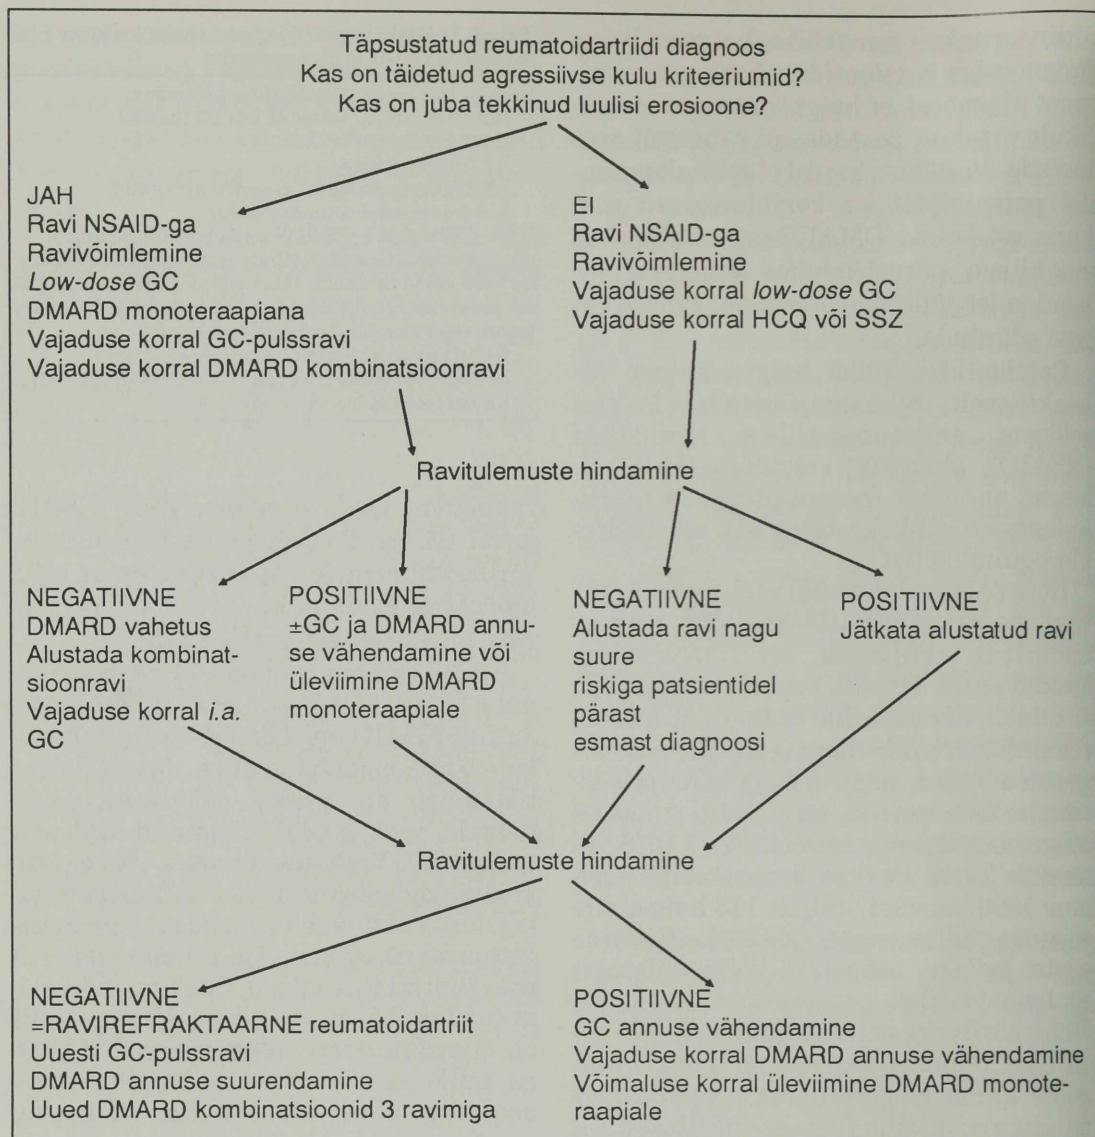 Täpsustatud reumatoidartriidi diagnoos
Kas on täidetud agressiivse kulu kriteeriumid?
Kas on juba tekkinud luulisi erosioone?
JAH
Ravi NSAID-ga
Ravivõimlemine
Low-dose GC
DMARD monoteraapiana
Vajaduse korral GC-pulssravi
Vajaduse korral DMARD kombinatsioonravi
EI
Ravi NSAID-ga
Ravivõimlemine
Vajaduse korral low-dose GC
Vajaduse korral HCQ või SSZ
Ravitulemuste hindamine
NEGATIIVNE
DMARD vahetus
Alustada kombinat-
sioonravi
Vajaduse korral i.a.
GC
POSITIIVNE
±GC ja DMARD annu-
se vähendamine või
üleviimine DMARD
monoteraapiale
NEGATIIVNE
Alustada ravi nagu
suure
riskiga patsientidel
pärast
esmast diagnoosi
POSITIIVNE
Jätkata alustatud ravi
Ravitulemuste hindamine
NEGATIIVNE
=RAVIREFRAKTAARNE reumatoidartriit
Uuesti GC-pulssravi
DMARD annuse suurendamine
Uued DMARD kombinatsioonid 3 ravimiga
POSITIIVNE
GC annuse vähendamine
Vajaduse korral DMARD annuse vähendamine
Võimaluse korral üleviimine DMARD monote-
raapiale